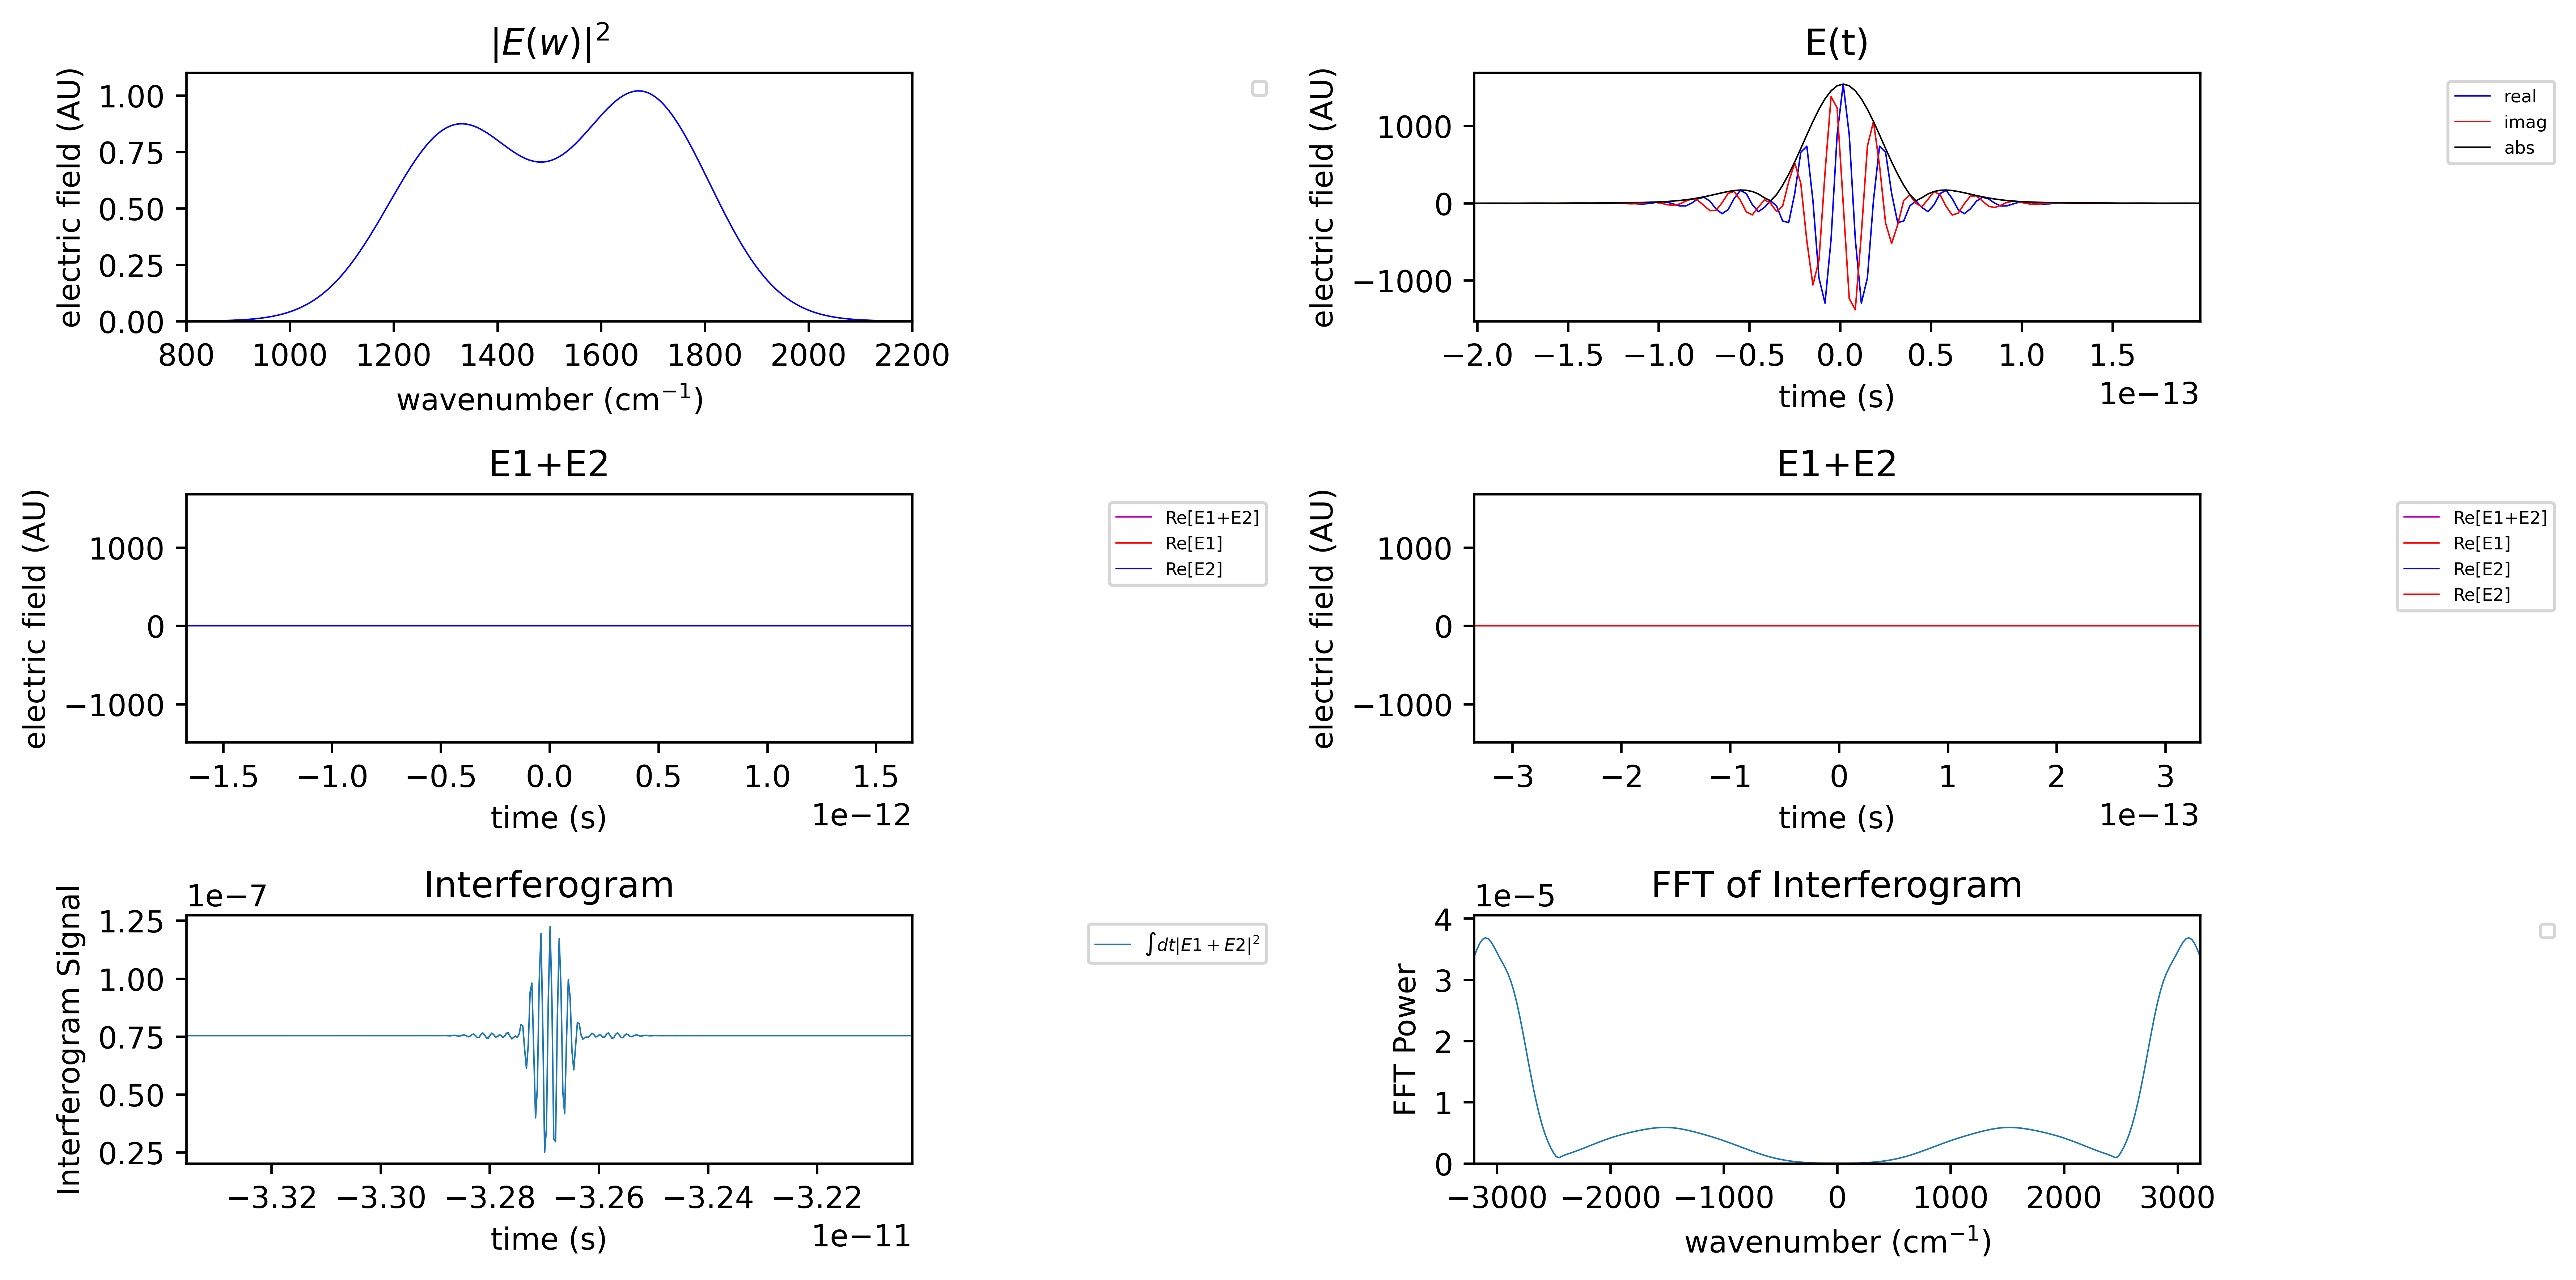 |E(w)|²
electric field (AU)
1.00
0.75
0.50
0.25
0.00
800 1000 1200 1400 1600 1800 2000 2200
wavenumber (cm⁻¹)
E(t)
electric field (AU)
1000
0
−1000
−2.0 −1.5 −1.0 −0.5 0.0 0.5 1.0 1.5
1e−13
time (s)
real
imag
abs
E1+E2
electric field (AU)
1000
0
−1000
−1.5 −1.0 −0.5 0.0 0.5 1.0 1.5
1e−12
time (s)
Re[E1+E2]
Re[E1]
Re[E2]
E1+E2
electric field (AU)
1000
0
−1000
−3 −2 −1 0 1 2 3
1e−13
time (s)
Re[E1+E2]
Re[E1]
Re[E2]
Re[E2]
Interferogram
1e−7
Interferogram Signal
1.25
1.00
0.75
0.50
0.25
−3.32 −3.30 −3.28 −3.26 −3.24 −3.22
1e−11
time (s)
∫dt|E1 + E2|²
FFT of Interferogram
1e−5
FFT Power
4
3
2
1
0
−3000 −2000 −1000 0 1000 2000 3000
wavenumber (cm⁻¹)